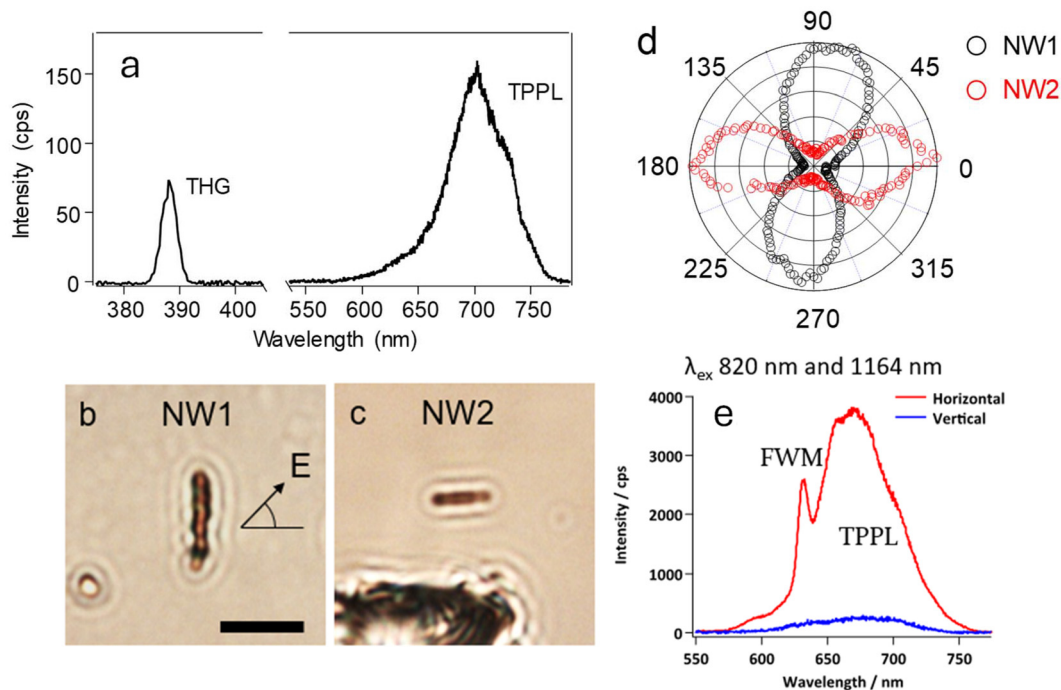 a
THG
TPPL
Intensity (cps)
150
100
50
0
380
390
400
550
600
650
700
750
Wavelength (nm)
d
NW1
NW2
90
45
0
315
270
225
180
135
b
NW1
E
c
NW2
λex 820 nm and 1164 nm
e
Horizontal
Vertical
FWM
TPPL
Intensity / cps
4000
3000
2000
1000
0
550
600
650
700
750
Wavelength / nm